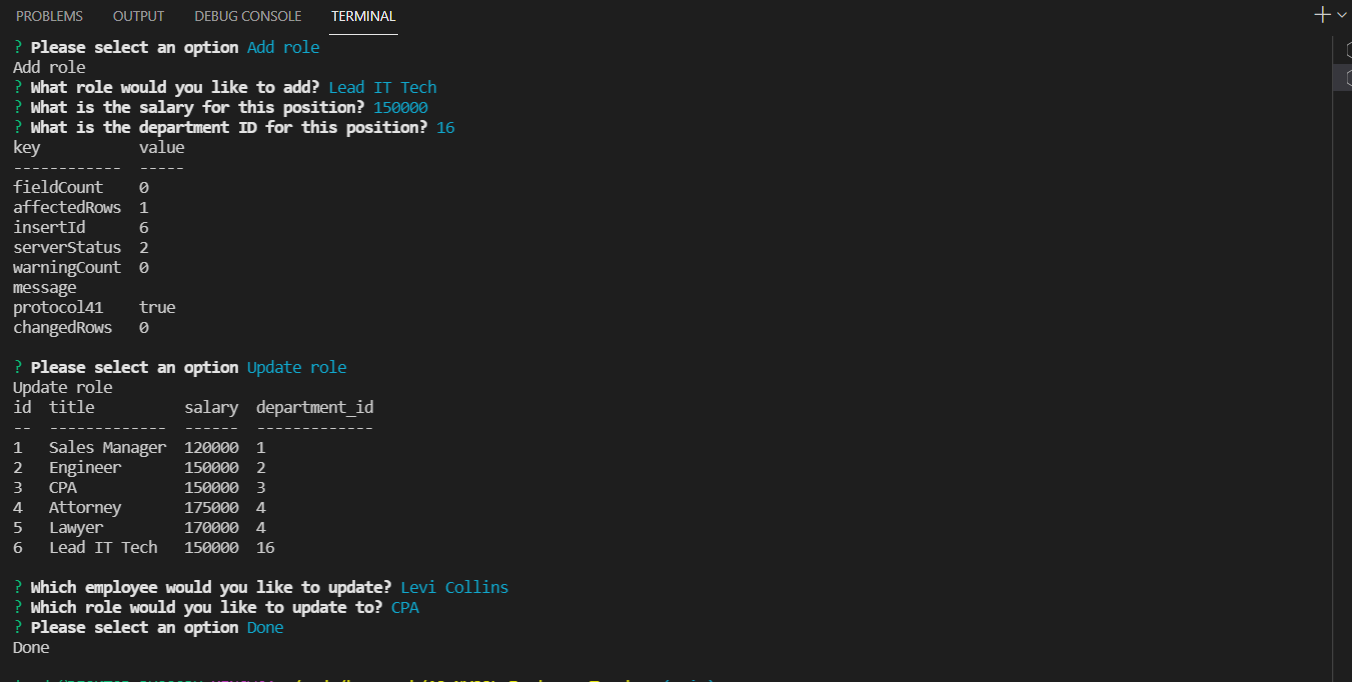 PROBLEMS OUTPUT DEBUG CONSOLE TERMINAL
? Please select an option Add role
Add role
? What role would you like to add? Lead IT Tech
? What is the salary for this position? 150000
? What is the department ID for this position? 16
key value
------------ -----
fieldCount 0
affectedRows 1
insertId 6
serverStatus 2
warningCount 0
message
protocol41 true
changedRows 0
? Please select an option Update role
Update role
id title salary department_id
-- ------------- ------ -------------
1 Sales Manager 120000 1
2 Engineer 150000 2
3 CPA 150000 3
4 Attorney 175000 4
5 Lawyer 170000 4
6 Lead IT Tech 150000 16
? Which employee would you like to update? Levi Collins
? Which role would you like to update to? CPA
? Please select an option Done
Done